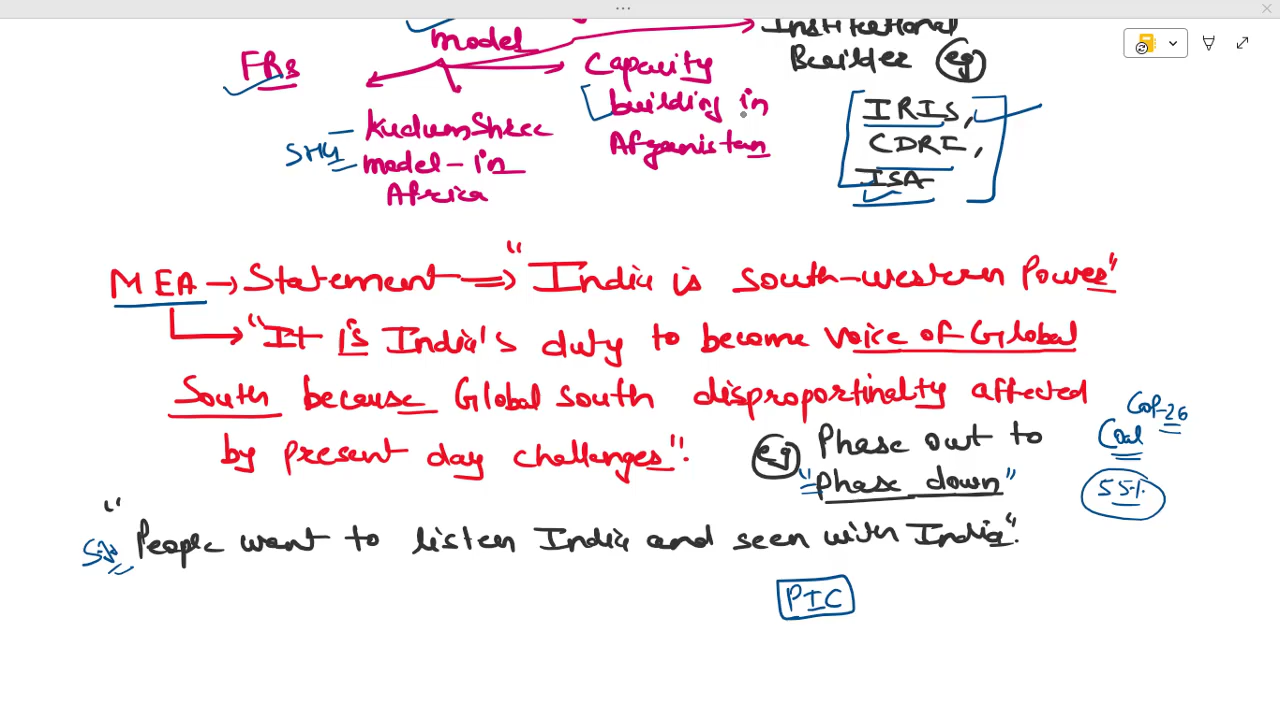 Institutional
model
Builder eg
FRs
Capacity
building in
Afganistan
IRIS,
CDRI,
ISA
SHG
KudumShree
model - in
Africa
MEA → Statement ⇒ "India is South-western Power"
→ "It is India's duty to become voice of Global
South because Global south disproportinality affected
by present day challenges".
eg Phase out to
"Phase down"
COP-26
Coal
55%
"People want to listen India and seen with India".
PIC